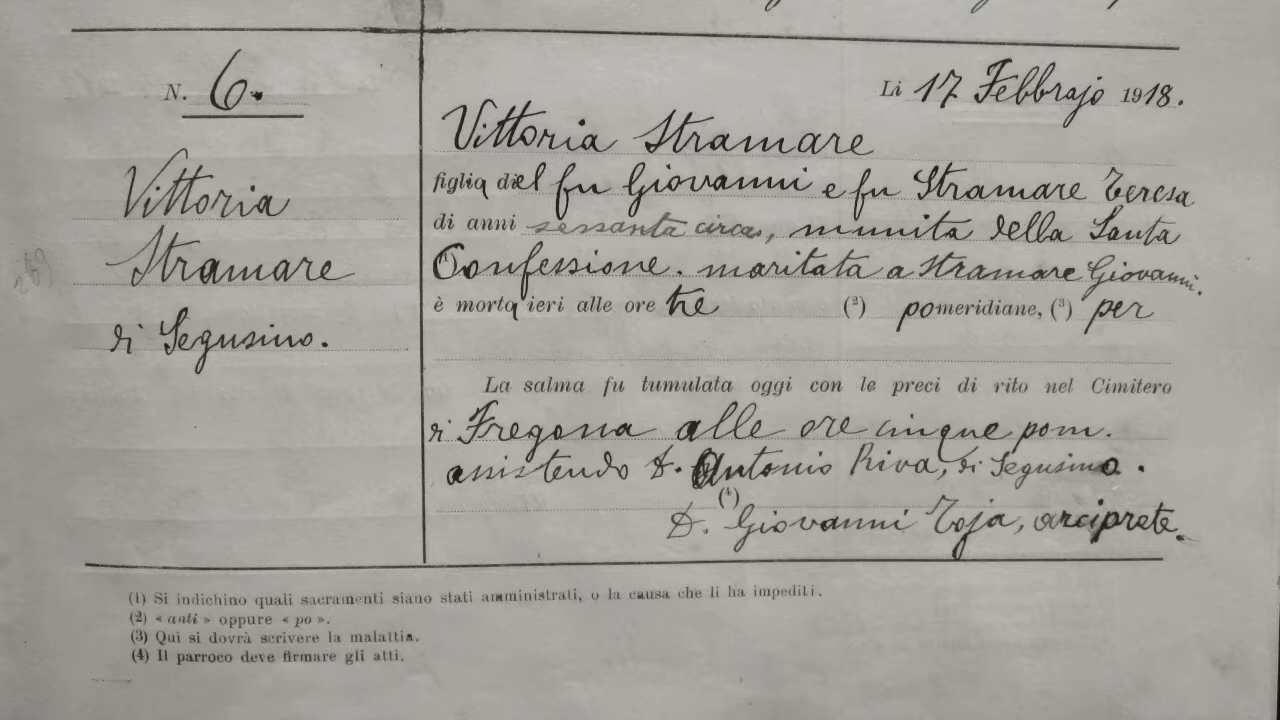 N. 6.
Vittoria
Stramare
di Segusino.
Li 17 Febbrajo 1918.
Vittoria Stramare
figlia del fu Giovanni e fu Stramare Teresa
di anni sessanta circa, munita della Santa
Confessione. maritata a Stramare Giovanni.
è morta ieri alle ore tre (²) pomeridiane, (³) per
La salma fu tumulata oggi con le preci di rito nel Cimitero
di Fregona alle ore cinque pom.
assistendo D. Antonio Riva, di Segusino.
(⁴)
D. Giovanni Toja, arciprete.
(1) Si indichino quali sacramenti siano stati amministrati, o la causa che li ha impediti.
(2) « anti » oppure « po ».
(3) Qui si dovrà scrivere la malattia.
(4) Il parroco deve firmare gli atti.